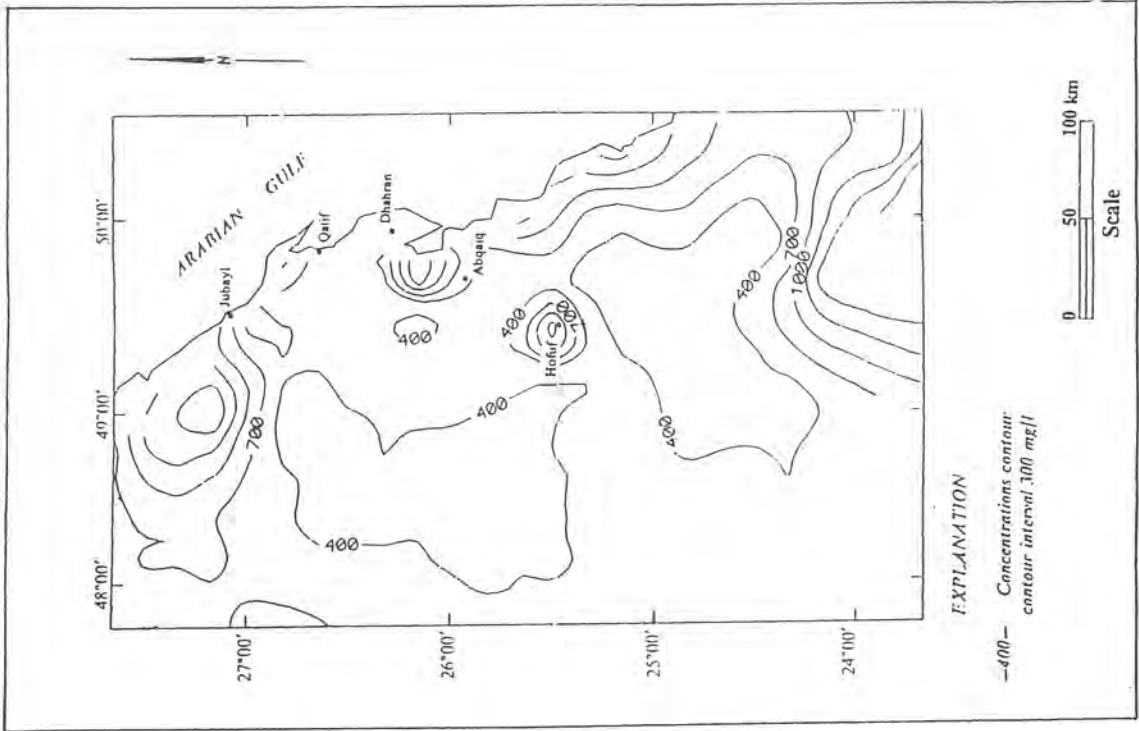 N
48°00'
49°00'
50°00'
27°00'
26°00'
25°00'
24°00'
ARABIAN GULF
Jubayl
Qatif
Dhahran
Abqaiq
Hofuf
700
400
400
400
400
700
400
400
700
1000
EXPLANATION
—400— Concentrations contour
contour interval 300 mg/l
0 50 100 km
Scale